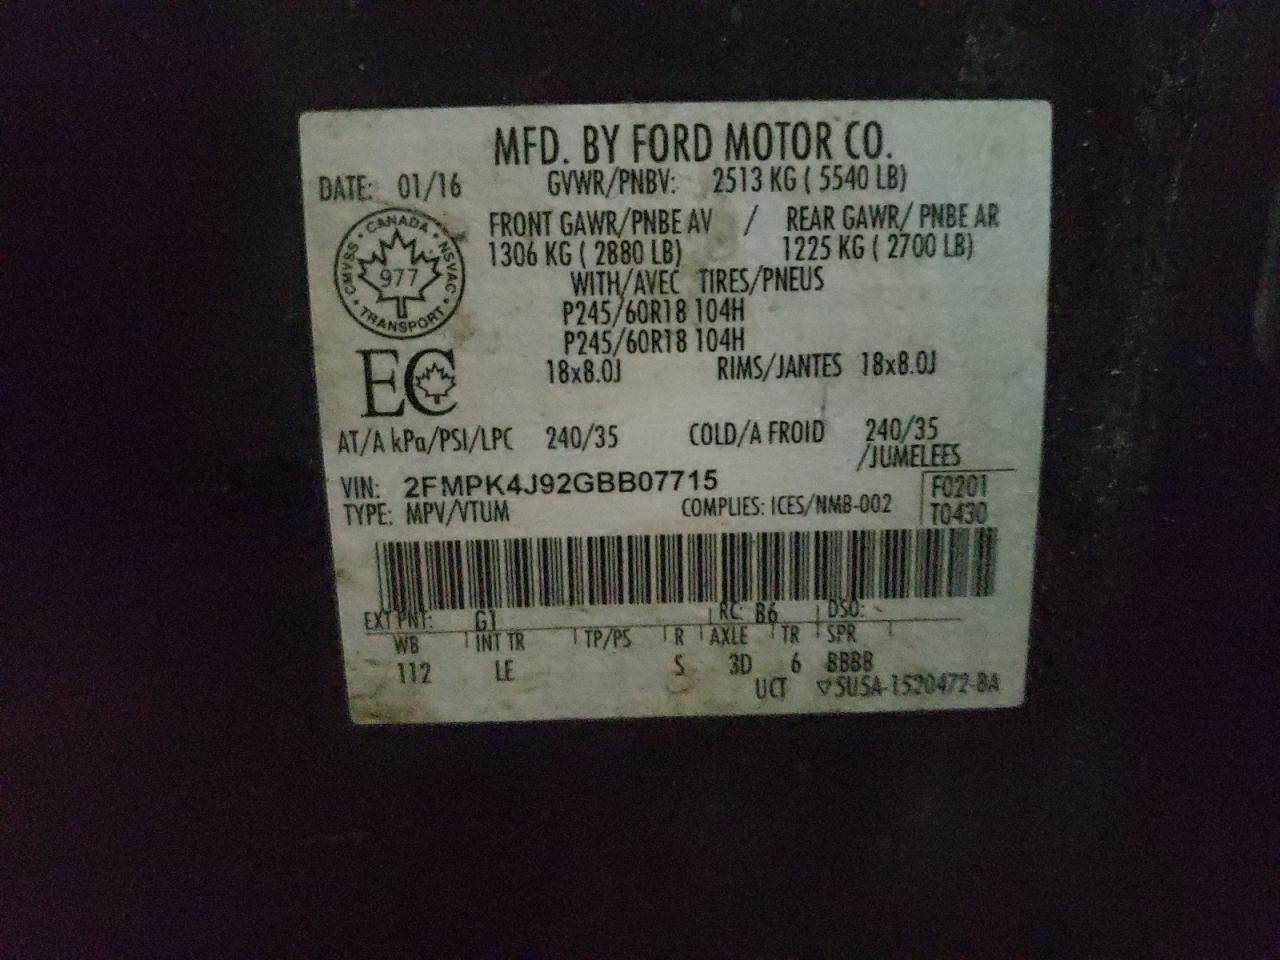 MFD. BY FORD MOTOR CO.
DATE: 01/16 GVWR/PNBV: 2513 KG ( 5540 LB)
FRONT GAWR/PNBE AV / REAR GAWR/ PNBE AR
1306 KG ( 2880 LB) 1225 KG ( 2700 LB)
CMVSS • CANADA • NSVAC • TRANSPORT •
977
WITH/AVEC TIRES/PNEUS
P245/60R18 104H
P245/60R18 104H
EC
18x8.0J RIMS/JANTES 18x8.0J
AT/A kPa/PSI/LPC 240/35 COLD/A FROID 240/35
/JUMELEES
VIN: 2FMPK4J92GBB07715 F0201
TYPE: MPV/VTUM COMPLIES: ICES/NMB-002 T0430
EXT PNT: G1 RC: B6 DSO:
WB INT TR TP/PS R AXLE TR SPR
112 LE S 3D 6 BBBB
UCT ▽5U5A-1520472-BA